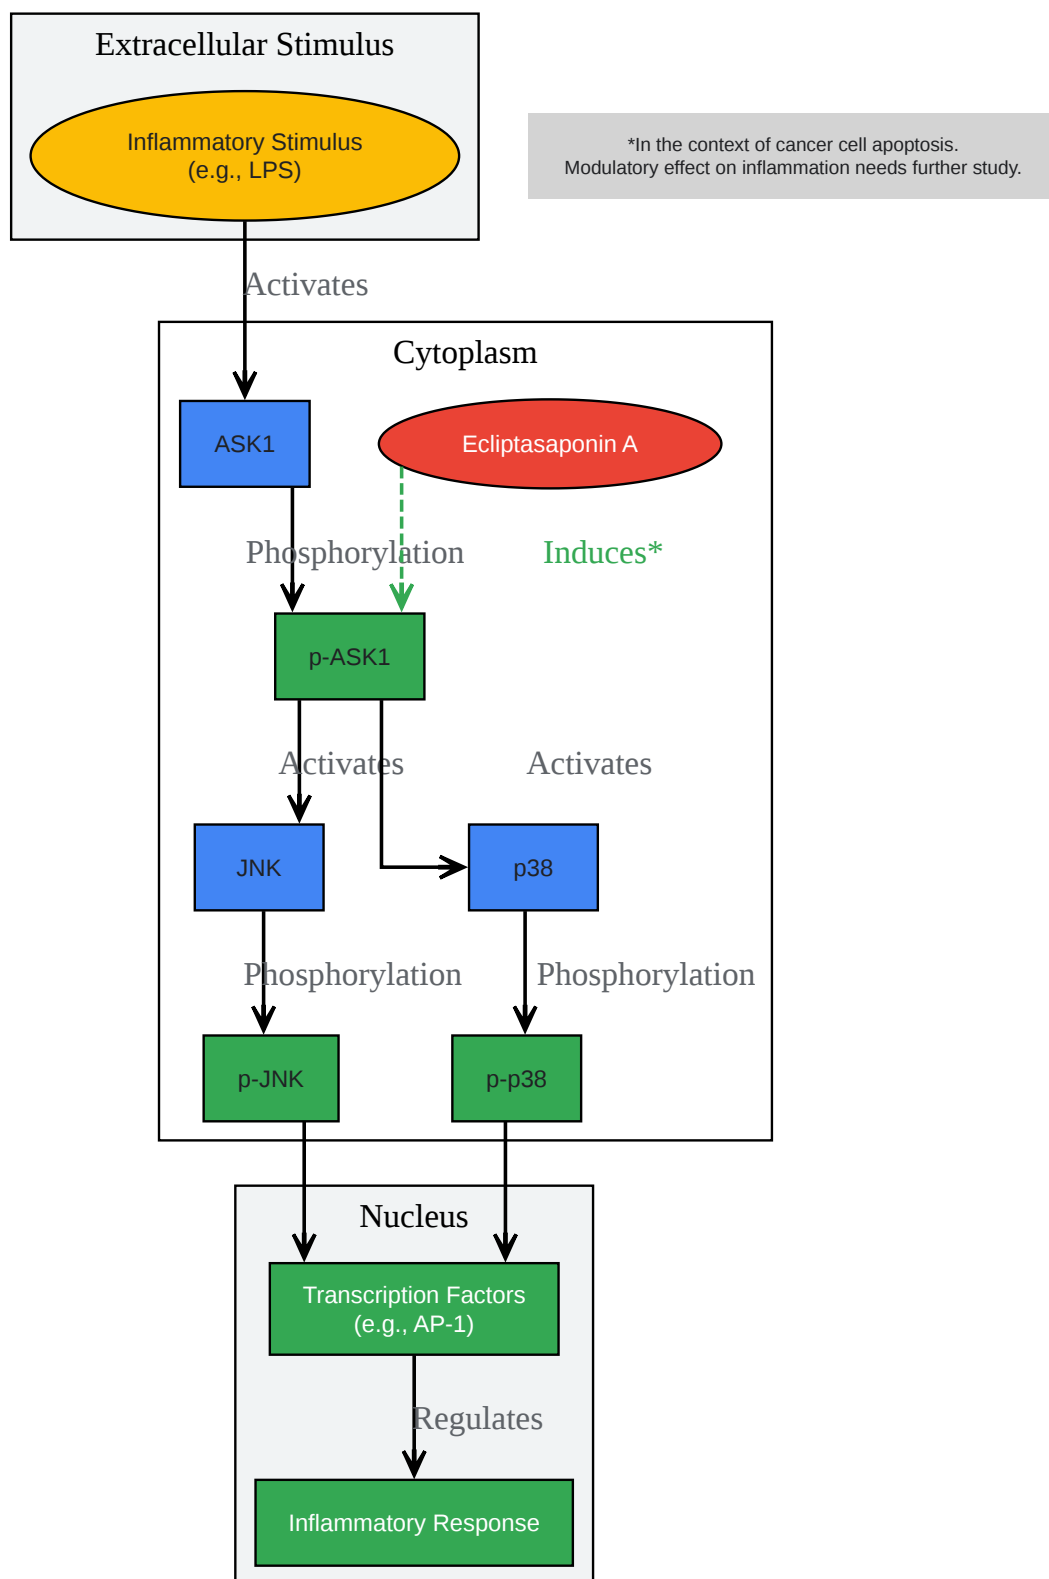 Extracellular Stimulus
Inflammatory Stimulus
(e.g., LPS)
*In the context of cancer cell apoptosis.
Modulatory effect on inflammation needs further study.
Activates
Cytoplasm
ASK1
Ecliptasaponin A
Phosphorylation
Induces*
p-ASK1
Activates
Activates
JNK
p38
Phosphorylation
Phosphorylation
p-JNK
p-p38
Nucleus
Transcription Factors
(e.g., AP-1)
Regulates
Inflammatory Response